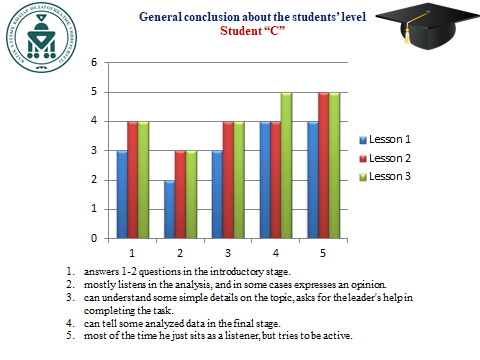 General conclusion about the students' level
Student “C”
6
5
4
3
2
1
0
1 2 3 4 5
Lesson 1
Lesson 2
Lesson 3
1. answers 1-2 questions in the introductory stage.
2. mostly listens in the analysis, and in some cases expresses an opinion.
3. can understand some simple details on the topic, asks for the leader's help in
completing the task.
4. can tell some analyzed data in the final stage.
5. most of the time he just sits as a listener, but tries to be active.